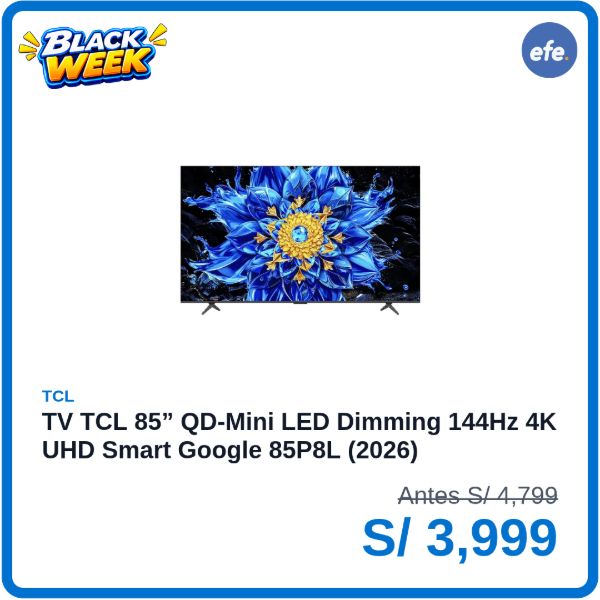 BLACK
WEEK
efe.
TCL
TV TCL 85” QD-Mini LED Dimming 144Hz 4K
UHD Smart Google 85P8L (2026)
Antes S/ 4,799
S/ 3,999